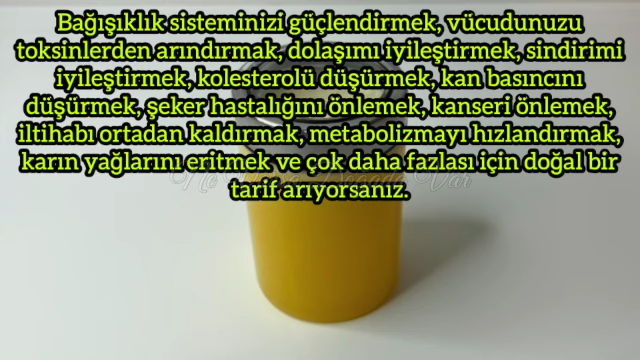 Bağışıklık sisteminizi güçlendirmek, vücudunuzu
toksinlerden arındırmak, dolaşımı iyileştirmek, sindirimi
iyileştirmek, kolesterolü düşürmek, kan basıncını
düşürmek, şeker hastalığını önlemek, kanseri önlemek,
iltihabı ortadan kaldırmak, metabolizmayı hızlandırmak,
karın yağlarını eritmek ve çok daha fazlası için doğal bir
tarif arıyorsanız.
Var